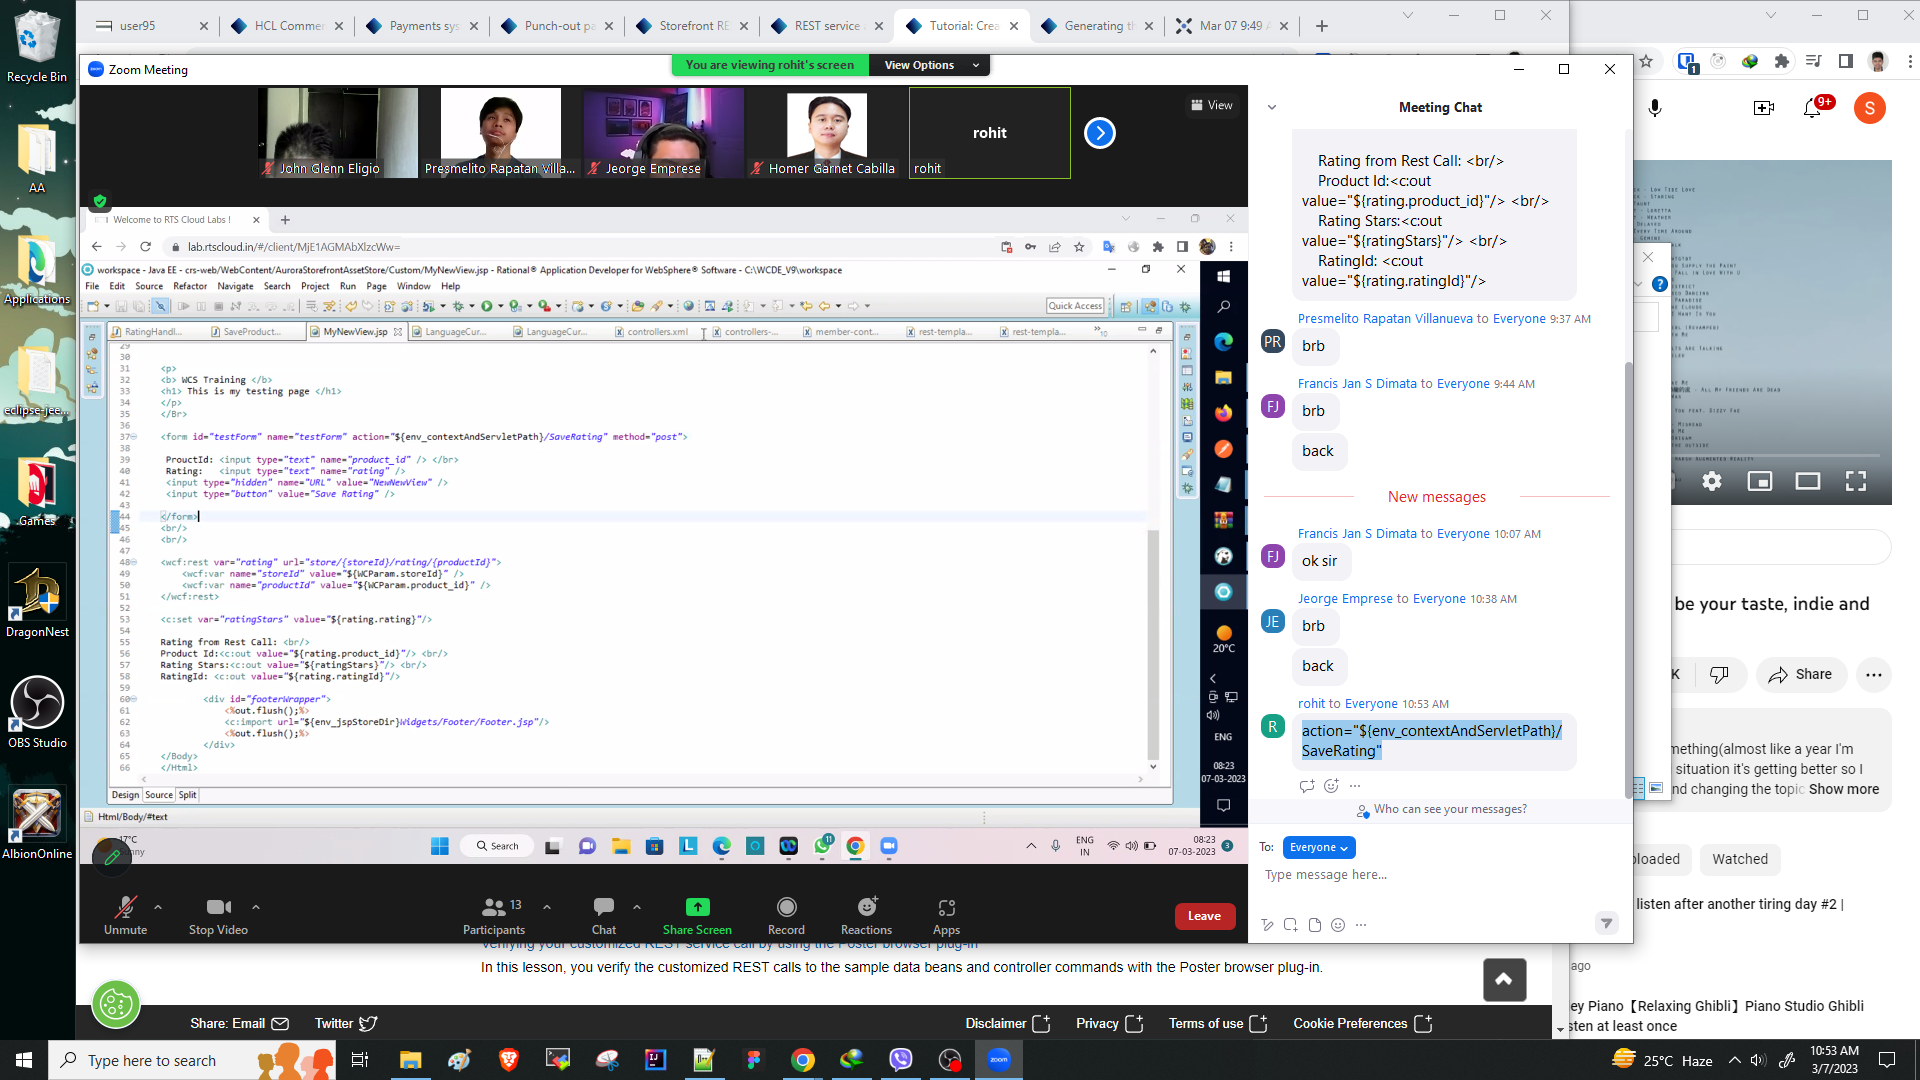 user95
HCL Commer
Payments sys
Punch-out pa
Storefront RE
REST service
Tutorial: Crea
Generating th
Mar 07 9:49
Recycle Bin
AA
Applications
eclipse-jee...
Games
DragonNest
OBS Studio
AlbionOnline
Zoom Meeting
You are viewing rohit's screen
View Options
View
John Glenn Eligio
Presmelito Rapatan Villa...
Jeorge Emprese
Homer Garnet Cabilla
rohit
rohit
Welcome to RTS Cloud Labs !
lab.rtscloud.in/#/client/MjE1AGMAbXlzcWw=
workspace - Java EE - crs-web/WebContent/AuroraStorefrontAssetStore/Custom/MyNewView.jsp - Rational® Application Developer for WebSphere® Software - C:\WCDE_V9\workspace
File Edit Source Refactor Navigate Search Project Run Page Window Help
Quick Access
RatingHandl...
SaveProduct...
MyNewView.jsp
LanguageCur...
LanguageCur...
controllers.xml
controllers-...
member-cont...
rest-templa...
rest-templa...
29
30
31 <p>
32 <b> WCS Training </b>
33 <h1> This is my testing page </h1>
34 </p>
35 </Br>
36
37 <form id="testForm" name="testForm" action="${env_contextAndServletPath}/SaveRating" method="post">
38
39 ProuctId: <input type="text" name="product_id" /> </br>
40 Rating: <input type="text" name="rating" />
41 <input type="hidden" name="URL" value="NewNewView" />
42 <input type="button" value="Save Rating" />
43
44 </form>
45 <br/>
46 <br/>
47
48 <wcf:rest var="rating" url="store/{storeId}/rating/{productId}">
49 <wcf:var name="storeId" value="${WCParam.storeId}" />
50 <wcf:var name="productId" value="${WCParam.product_id}" />
51 </wcf:rest>
52
53 <c:set var="ratingStars" value="${rating.rating}"/>
54
55 Rating from Rest Call: <br/>
56 Product Id:<c:out value="${rating.product_id}"/> <br/>
57 Rating Stars:<c:out value="${ratingStars}"/> <br/>
58 RatingId: <c:out value="${rating.ratingId}"/>
59
60 <div id="footerWrapper">
61 <%out.flush();%>
62 <c:import url="${env_jspStoreDir}Widgets/Footer/Footer.jsp"/>
63 <%out.flush();%>
64 </div>
65 </Body>
66 </Html>
Design Source Split
Html/Body/#text
20°C
ENG
08:23
07-03-2023
17°C
Search
11
ENG
IN
08:23
07-03-2023
3
Unmute
Stop Video
13
Participants
Chat
Share Screen
Record
Reactions
Apps
Leave
Meeting Chat
Rating from Rest Call: <br/>
Product Id:<c:out
value="${rating.product_id}"/> <br/>
Rating Stars:<c:out
value="${ratingStars}"/> <br/>
RatingId: <c:out
value="${rating.ratingId}"/>
Presmelito Rapatan Villanueva to Everyone 9:37 AM
PR
brb
Francis Jan S Dimata to Everyone 9:44 AM
FJ
brb
back
New messages
Francis Jan S Dimata to Everyone 10:07 AM
FJ
ok sir
Jeorge Emprese to Everyone 10:38 AM
JE
brb
back
rohit to Everyone 10:53 AM
R
action="${env_contextAndServletPath}/
SaveRating"
Who can see your messages?
To: Everyone
Type message here...
1
9+
S
be your taste, indie and
K
Share
mething(almost like a year I'm
situation it's getting better so I
nd changing the topic Show more
ploaded
Watched
listen after another tiring day #2 |
ago
ey Piano【Relaxing Ghibli】Piano Studio Ghibli
sten at least once
Verifying your customized REST service call by using the Poster browser plug-in
In this lesson, you verify the customized REST calls to the sample data beans and controller commands with the Poster browser plug-in.
Share: Email
Twitter
Disclaimer
Privacy
Terms of use
Cookie Preferences
Type here to search
zoom
25°C Haze
10:53 AM
3/7/2023